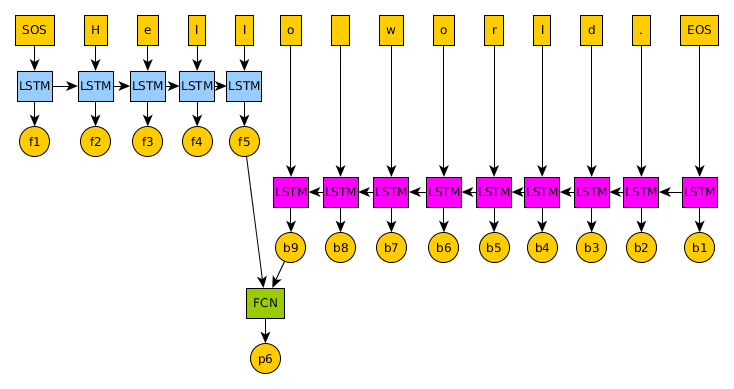 SOS H e l l o w o r l d . EOS
LSTM LSTM LSTM LSTM LSTM
f1 f2 f3 f4 f5
LSTM LSTM LSTM LSTM LSTM LSTM LSTM LSTM LSTM
b9 b8 b7 b6 b5 b4 b3 b2 b1
FCN
p6